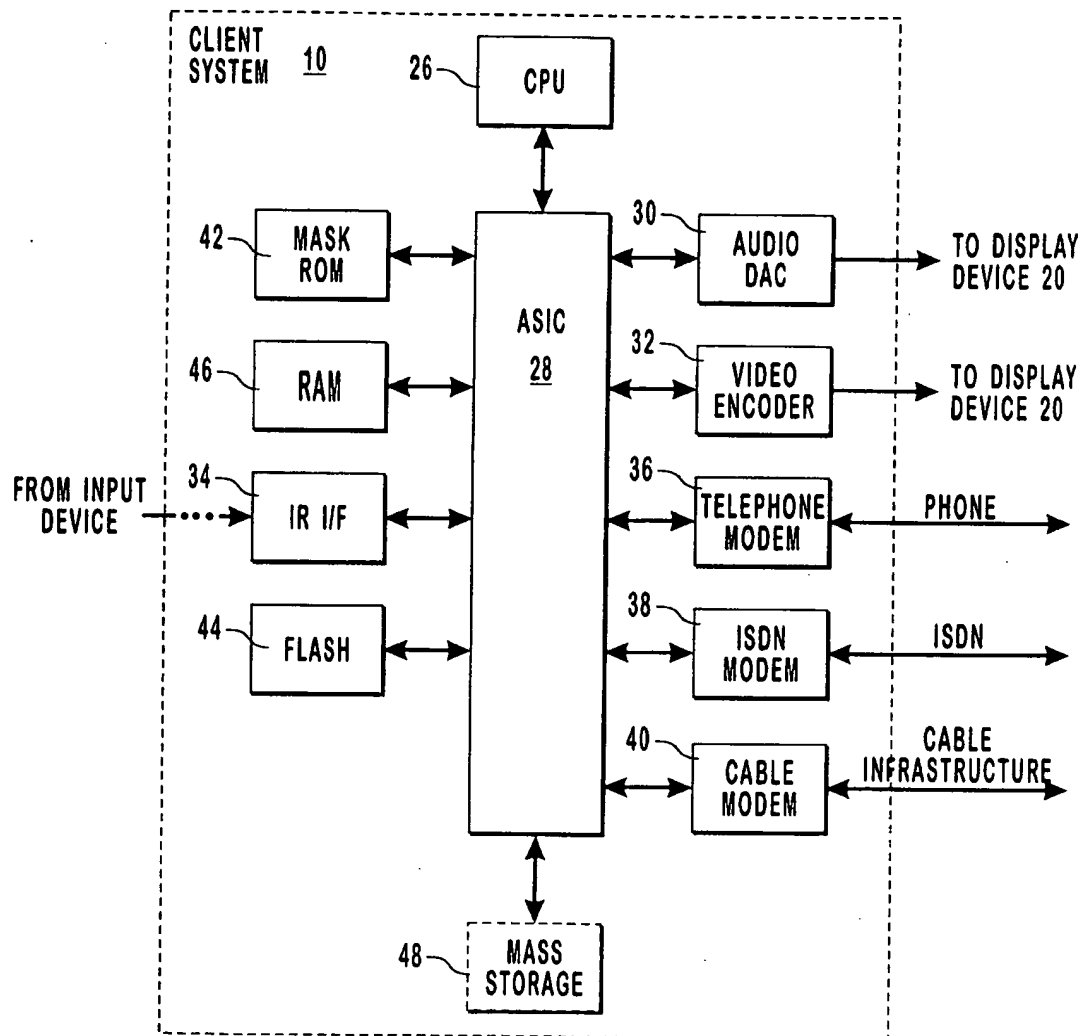 CLIENT
SYSTEM 10
26
CPU
42
MASK
ROM
46
RAM
FROM INPUT
DEVICE
34
IR I/F
44
FLASH
ASIC
28
30
AUDIO
DAC
TO DISPLAY
DEVICE 20
32
VIDEO
ENCODER
TO DISPLAY
DEVICE 20
36
TELEPHONE
MODEM
PHONE
38
ISDN
MODEM
ISDN
40
CABLE
MODEM
CABLE
INFRASTRUCTURE
48
MASS
STORAGE